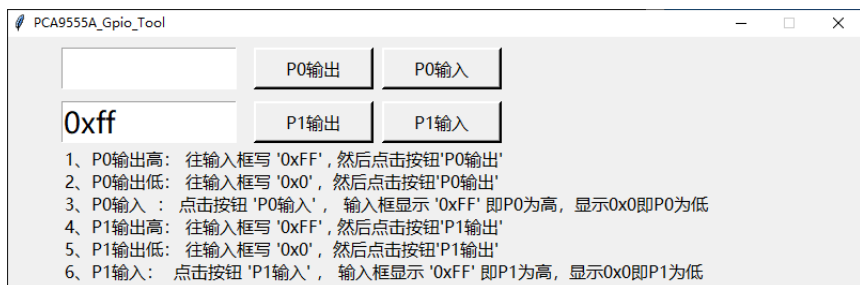 PCA9555A_Gpio_Tool
P0输出 P0输入
0xff P1输出 P1输入
1、P0输出高： 往输入框写 '0xFF' , 然后点击按钮'P0输出'
2、P0输出低： 往输入框写 '0x0' , 然后点击按钮'P0输出'
3、P0输入 ： 点击按钮 'P0输入' ， 输入框显示 '0xFF' 即P0为高，显示0x0即P0为低
4、P1输出高： 往输入框写 '0xFF' , 然后点击按钮'P1输出'
5、P1输出低： 往输入框写 '0x0' , 然后点击按钮'P1输出'
6、P1输入： 点击按钮 'P1输入' ， 输入框显示 '0xFF' 即P1为高，显示0x0即P1为低